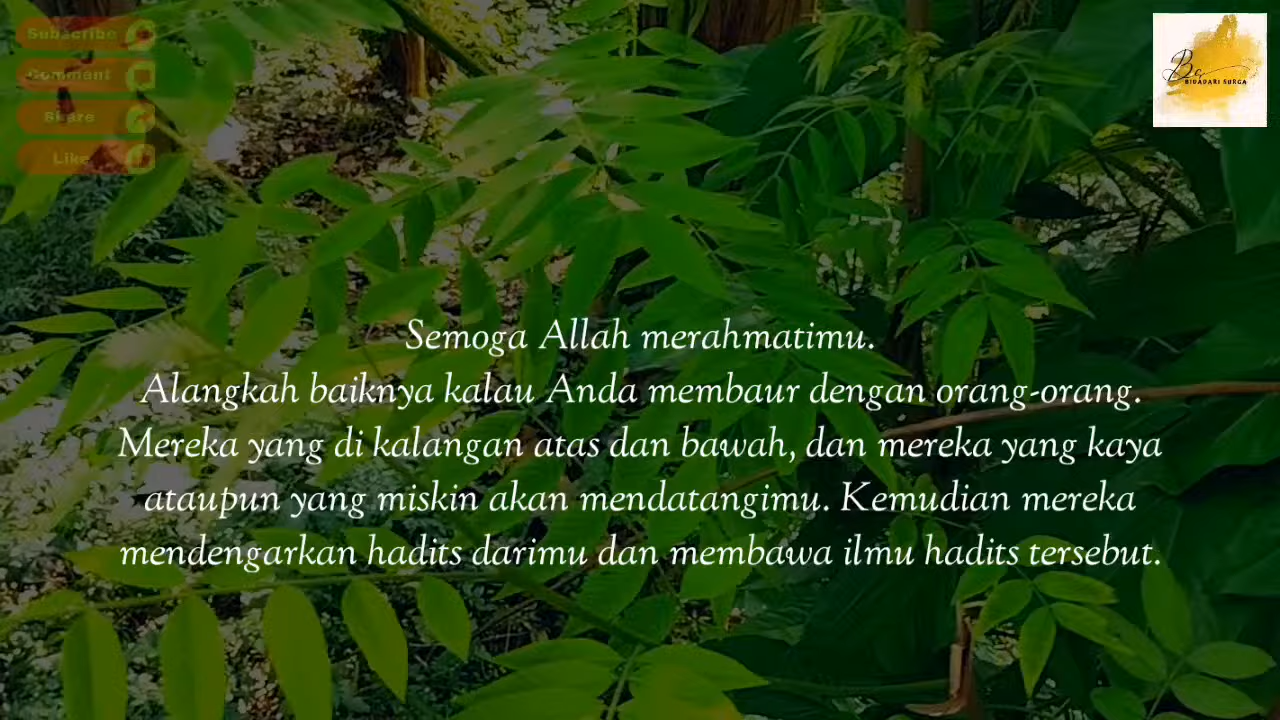 Subscribe
Comment
Share
Like
Be
BIDADARI SURGA
Semoga Allah merahmatimu.
Alangkah baiknya kalau Anda membaur dengan orang-orang.
Mereka yang di kalangan atas dan bawah, dan mereka yang kaya
ataupun yang miskin akan mendatangimu. Kemudian mereka
mendengarkan hadits darimu dan membawa ilmu hadits tersebut.